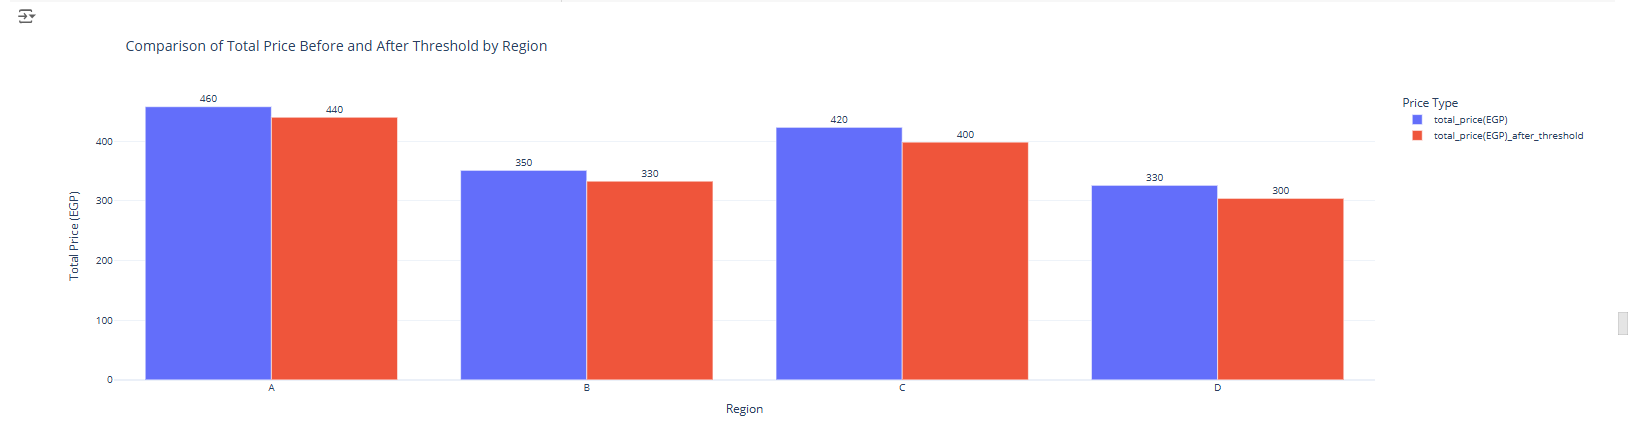 Comparison of Total Price Before and After Threshold by Region
460
440
350
330
420
400
330
300
400
300
200
100
0
Total Price (EGP)
A
B
C
D
Region
Price Type
total_price(EGP)
total_price(EGP)_after_threshold